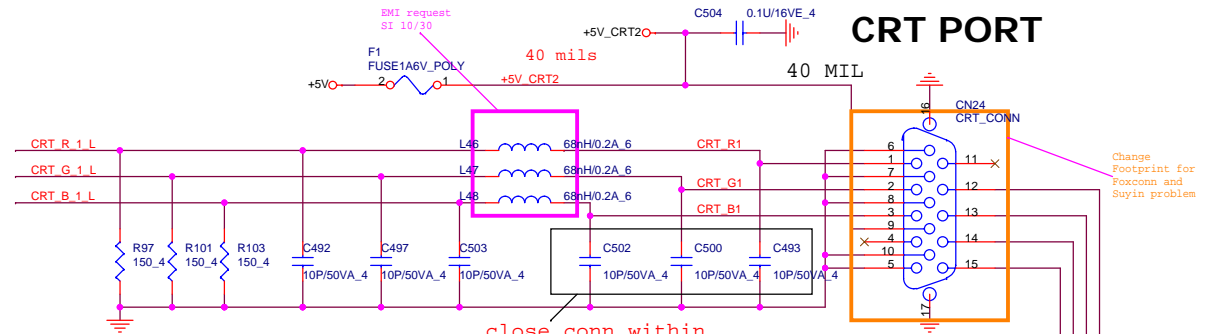 EMI request
SI 10/30
C504
0.1U/16VE_4
CRT PORT
+5V_CRT2
F1
FUSE1A6V_POLY
40 mils
40 MIL
+5V
2
1
+5V_CRT2
16
CN24
CRT_CONN
CRT_R_1_L
L46
68nH/0.2A_6
CRT_R1
6
1
11
CRT_G_1_L
L47
68nH/0.2A_6
CRT_G1
7
2
12
CRT_B_1_L
L48
68nH/0.2A_6
CRT_B1
8
3
13
9
4
14
10
5
15
Change
Footprint for
Foxconn and
Suyin problem
R97
150_4
R101
150_4
R103
150_4
C492
10P/50VA_4
C497
10P/50VA_4
C503
10P/50VA_4
C502
10P/50VA_4
C500
10P/50VA_4
C493
10P/50VA_4
17
close conn within